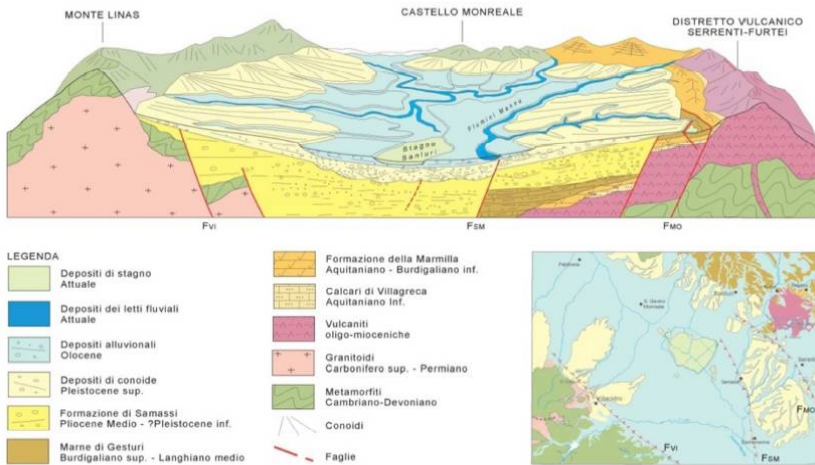 MONTE LINAS
CASTELLO MONREALE
DISTRETTO VULCANICO
SERRENTI-FURTEI
Flumini Mannu
Stagno
Sanluri
FVI
FSM
FMO
LEGENDA
Depositi di stagno
Attuale
Depositi dei letti fluviali
Attuale
Depositi alluvionali
Olocene
Depositi di conoide
Pleistocene sup.
Formazione di Samassi
Pliocene Medio - ?Pleistocene inf.
Marne di Gesturi
Burdigaliano sup. - Langhiano medio
Formazione della Marmilla
Aquitaniano - Burdigaliano inf.
Calcari di Villagreca
Aquitaniano Inf.
Vulcaniti
oligo-mioceniche
Granitoidi
Carbonifero sup. - Permiano
Metamorfiti
Cambriano-Devoniano
Conoidi
Faglie
S. Gavino
Monreale
FMO
FVI
FSM